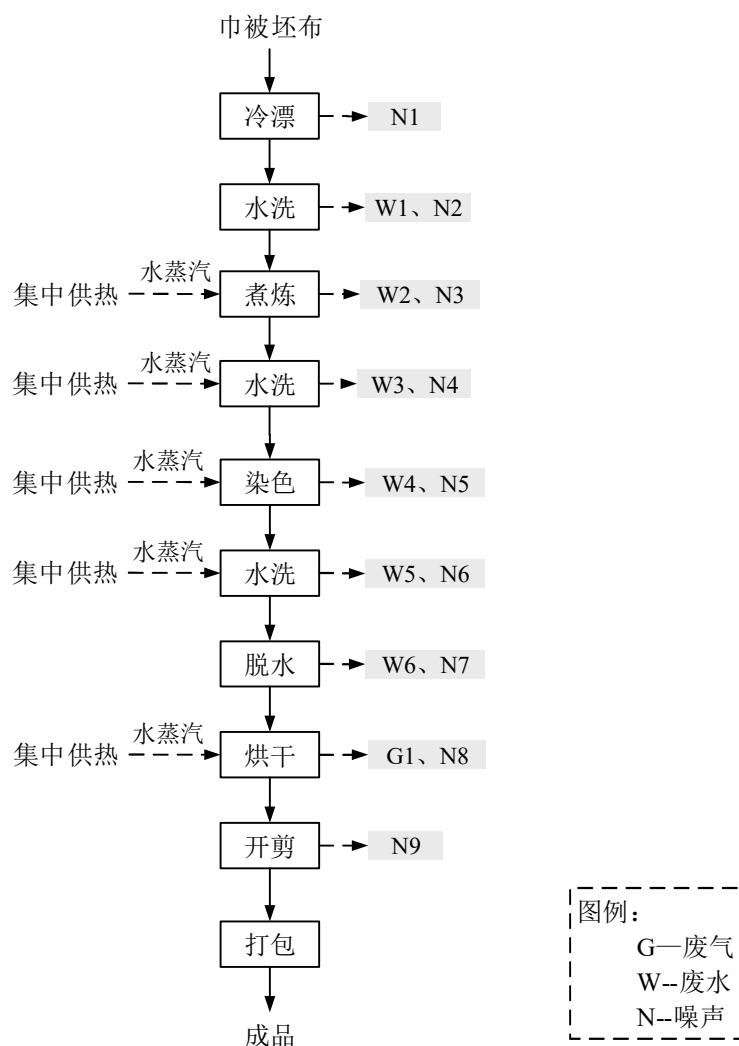 巾被坯布
冷漂
N1
水洗
W1、N2
集中供热
水蒸汽
煮炼
W2、N3
集中供热
水蒸汽
水洗
W3、N4
集中供热
水蒸汽
染色
W4、N5
集中供热
水蒸汽
水洗
W5、N6
脱水
W6、N7
集中供热
水蒸汽
烘干
G1、N8
开剪
N9
打包
成品
图例：
G—废气
W--废水
N--噪声